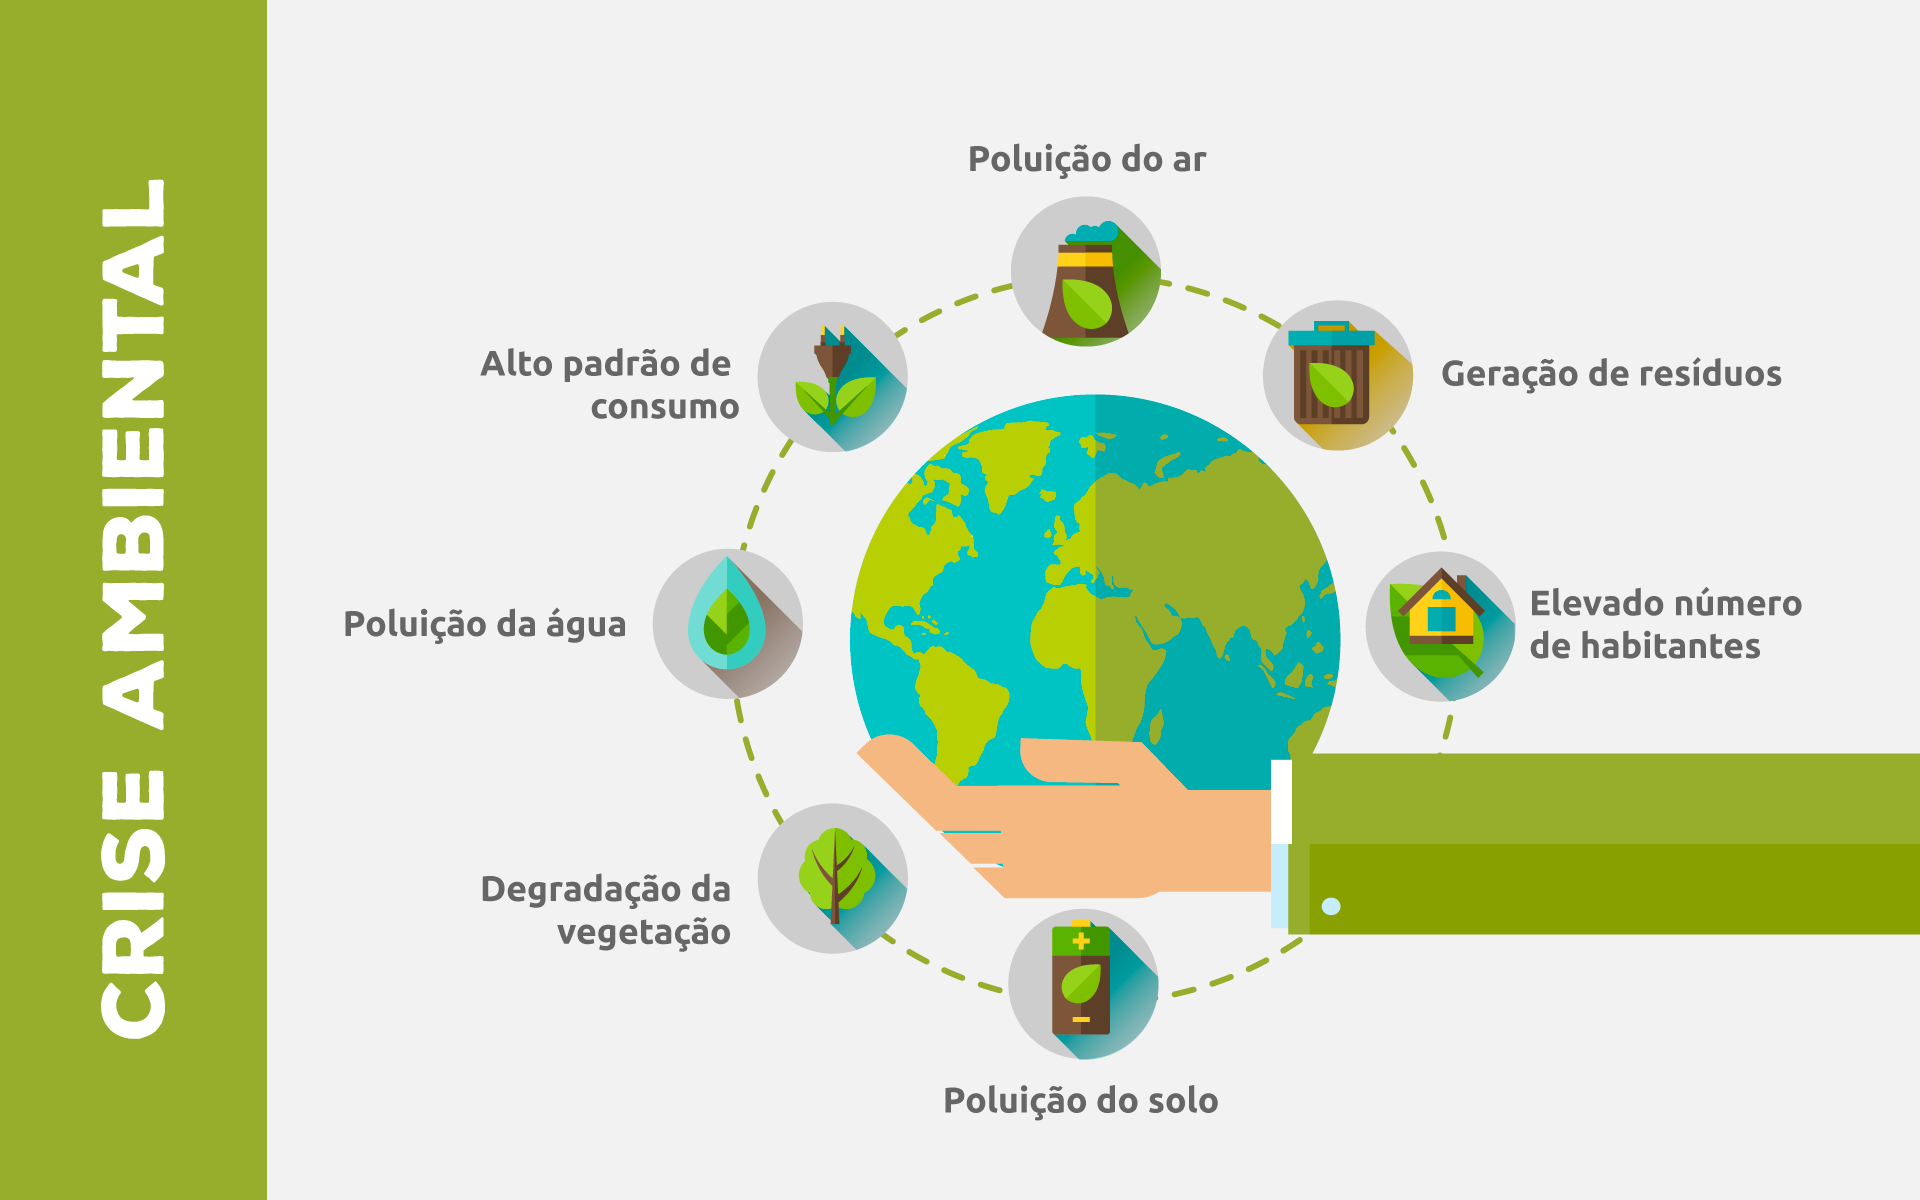 CRISE AMBIENTAL
Poluição do ar
Geração de resíduos
Elevado número
de habitantes
Poluição do solo
Degradação da
vegetação
Poluição da água
Alto padrão de
consumo